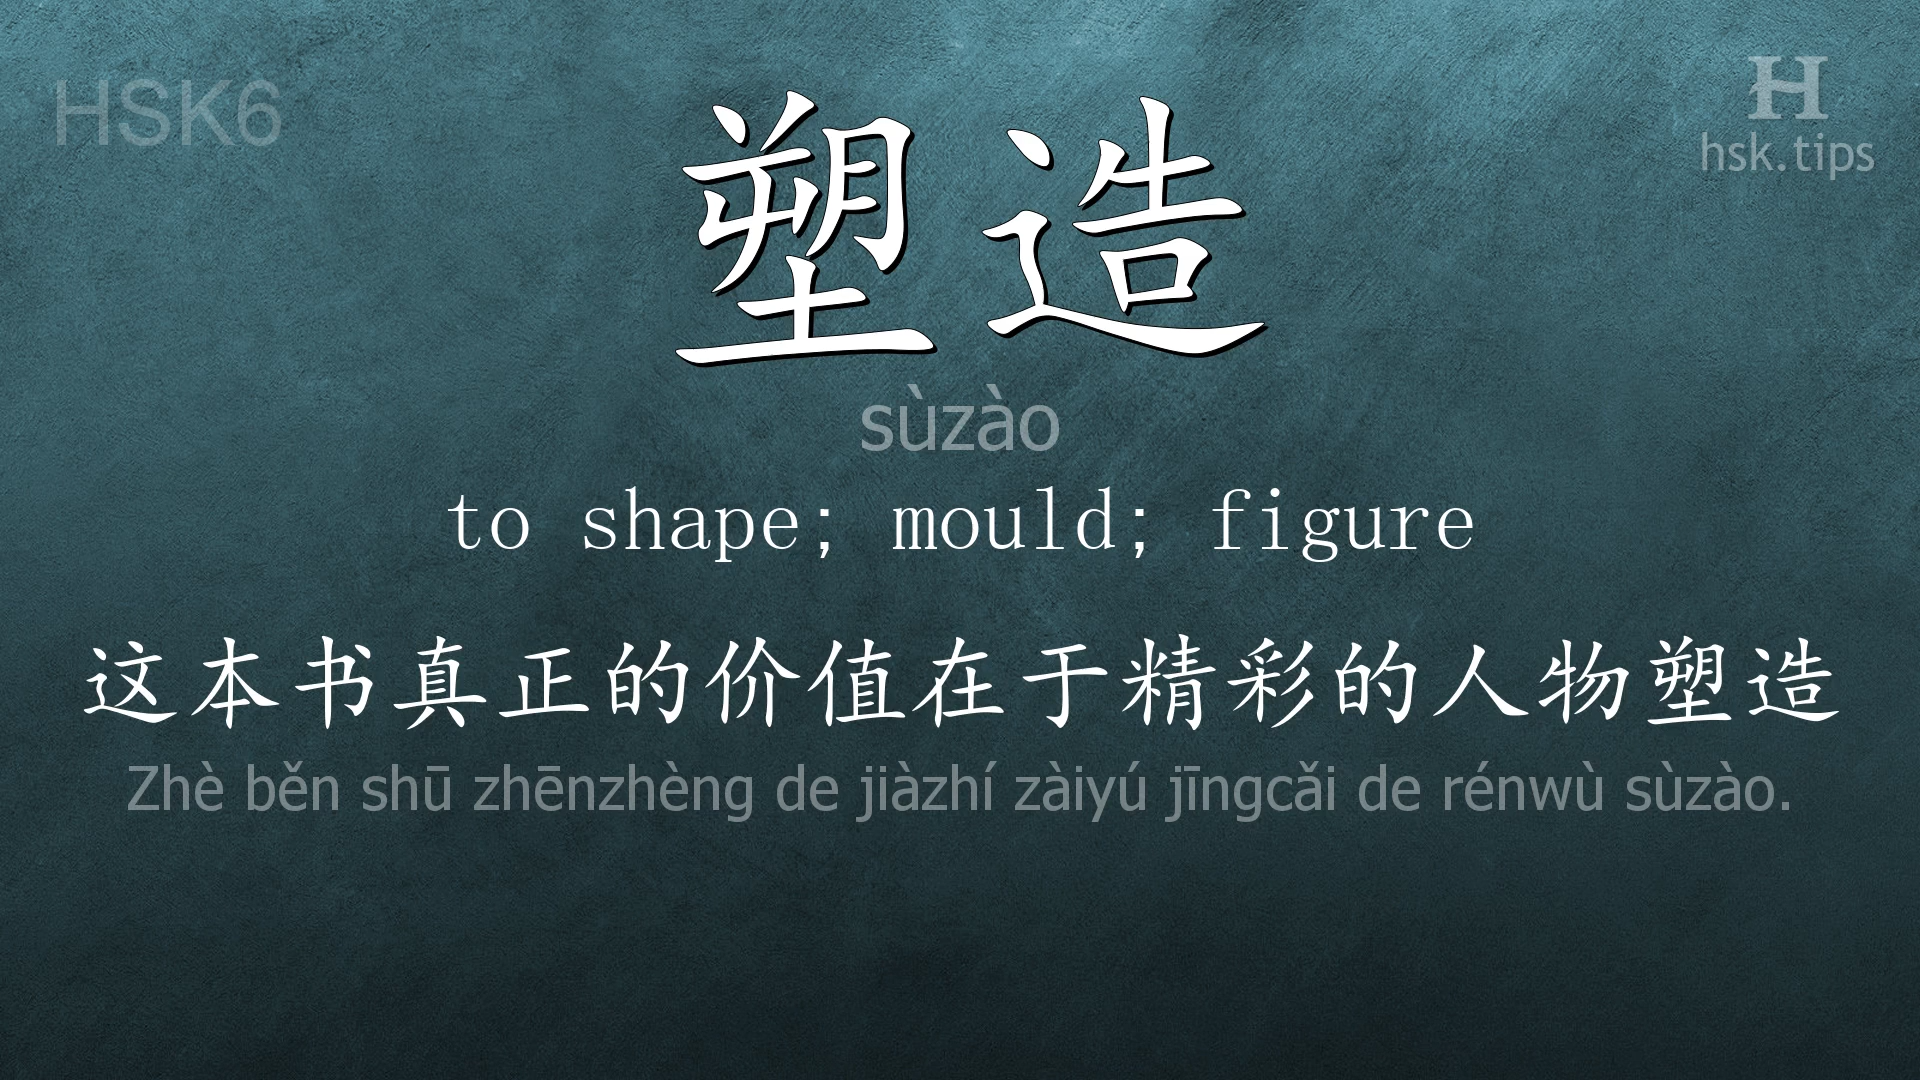 HSK6
H
hsk.tips
塑造
sùzào
to shape; mould; figure
这本书真正的价值在于精彩的人物塑造
Zhè běn shū zhēnzhèng de jiàzhí zàiyú jīngcǎi de rénwù sùzào.